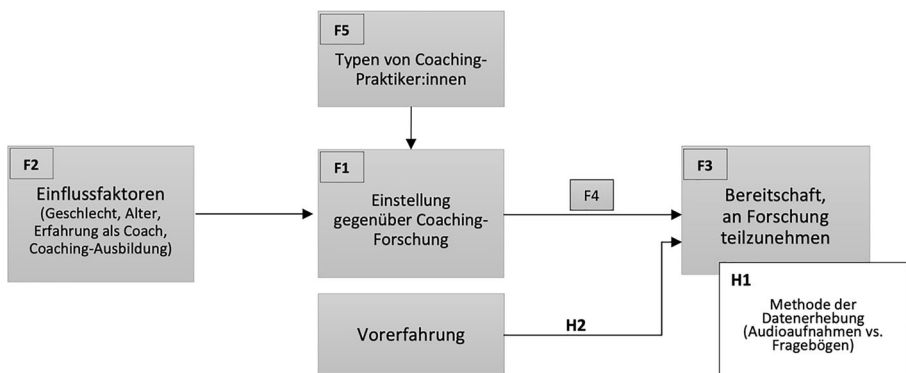 F5
Typen von Coaching-
Praktiker:innen
F2
Einflussfaktoren
(Geschlecht, Alter,
Erfahrung als Coach,
Coaching-Ausbildung)
F1
Einstellung
gegenüber Coaching-
Forschung
F4
F3
Bereitschaft,
an Forschung
teilzunehmen
H1
Methode der
Datenerhebung
(Audioaufnahmen vs.
Fragebögen)
Vorerfahrung
H2